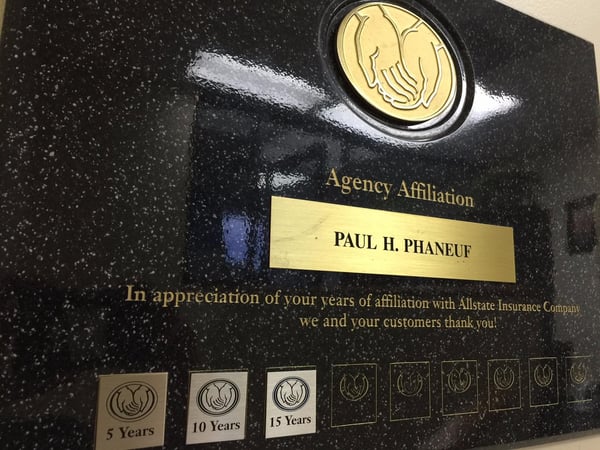 Agency Affiliation
PAUL H. PHANEUF
In appreciation of your years of affiliation with Allstate Insurance Company
we and your customers thank you!
5 Years
10 Years
15 Years